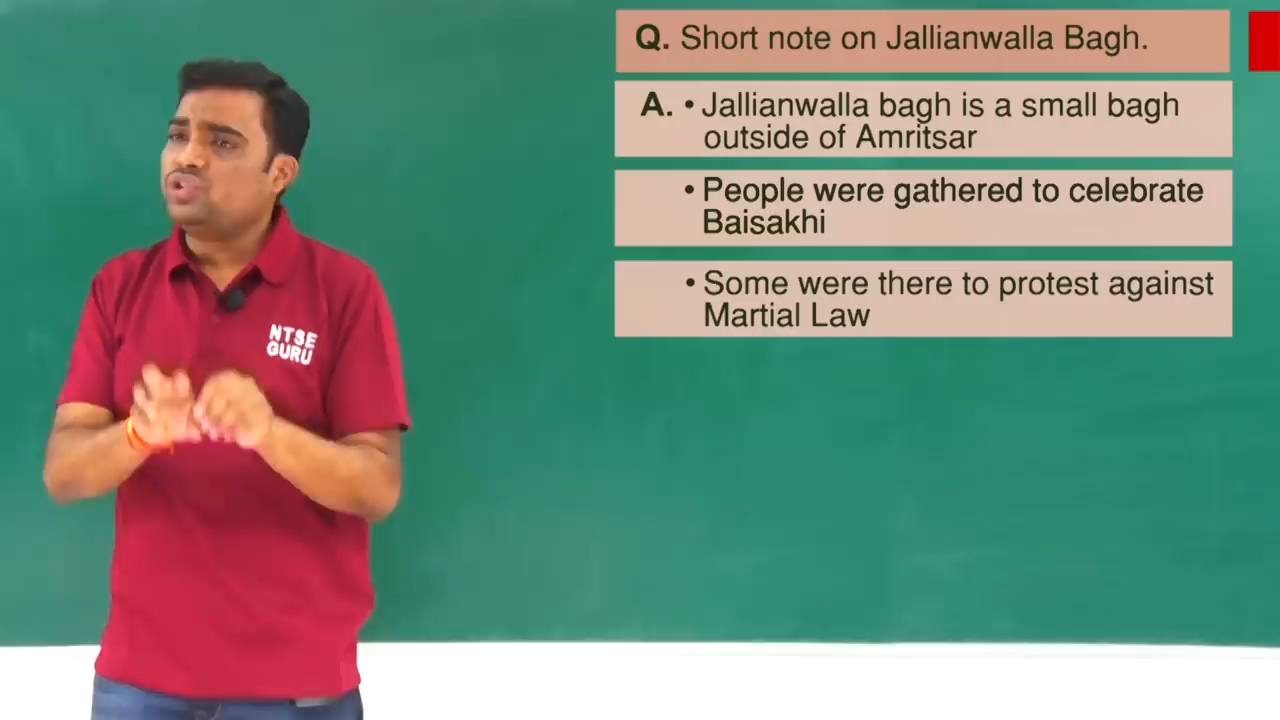 Q. Short note on Jallianwalla Bagh.
A. • Jallianwalla bagh is a small bagh
outside of Amritsar
• People were gathered to celebrate
Baisakhi
• Some were there to protest against
Martial Law
NTSE
GURU